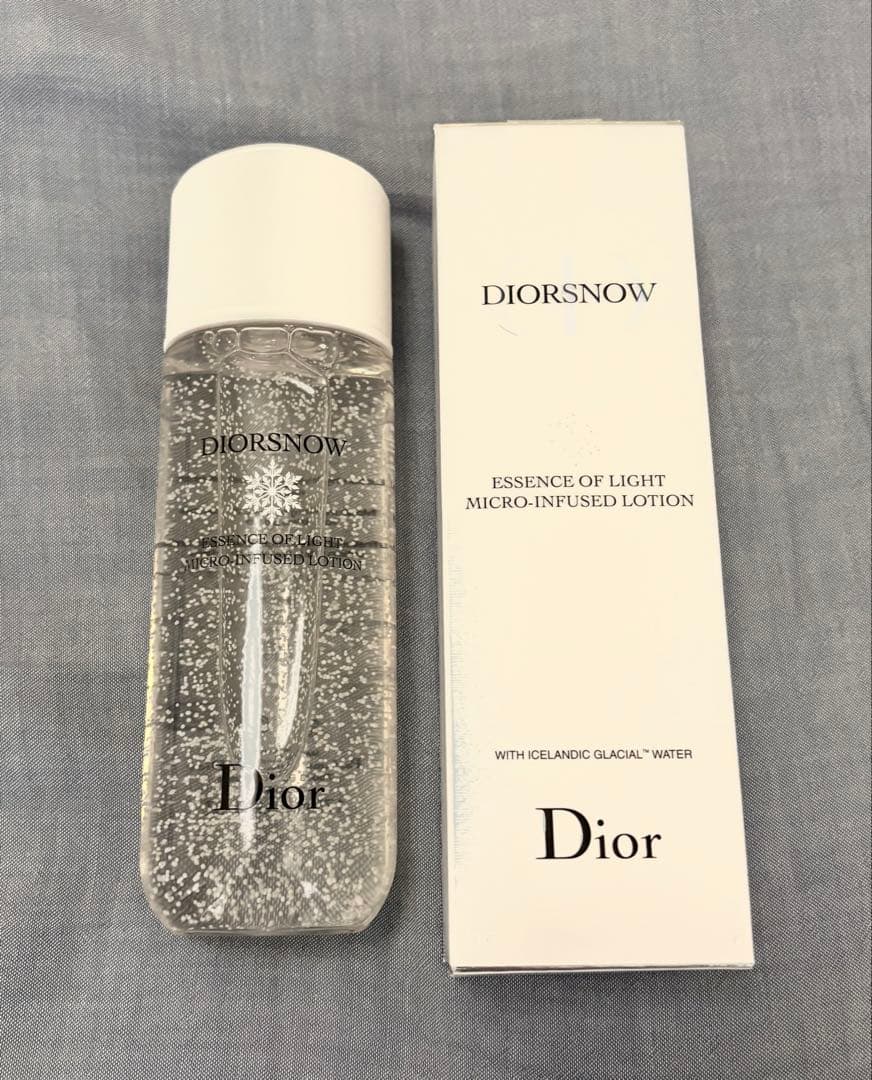 DIORSNOW
ESSENCE OF LIGHT
MICRO-INFUSED LOTION
Dior
DIORSNOW
ESSENCE OF LIGHT
MICRO-INFUSED LOTION
WITH ICELANDIC GLACIAL™ WATER
Dior